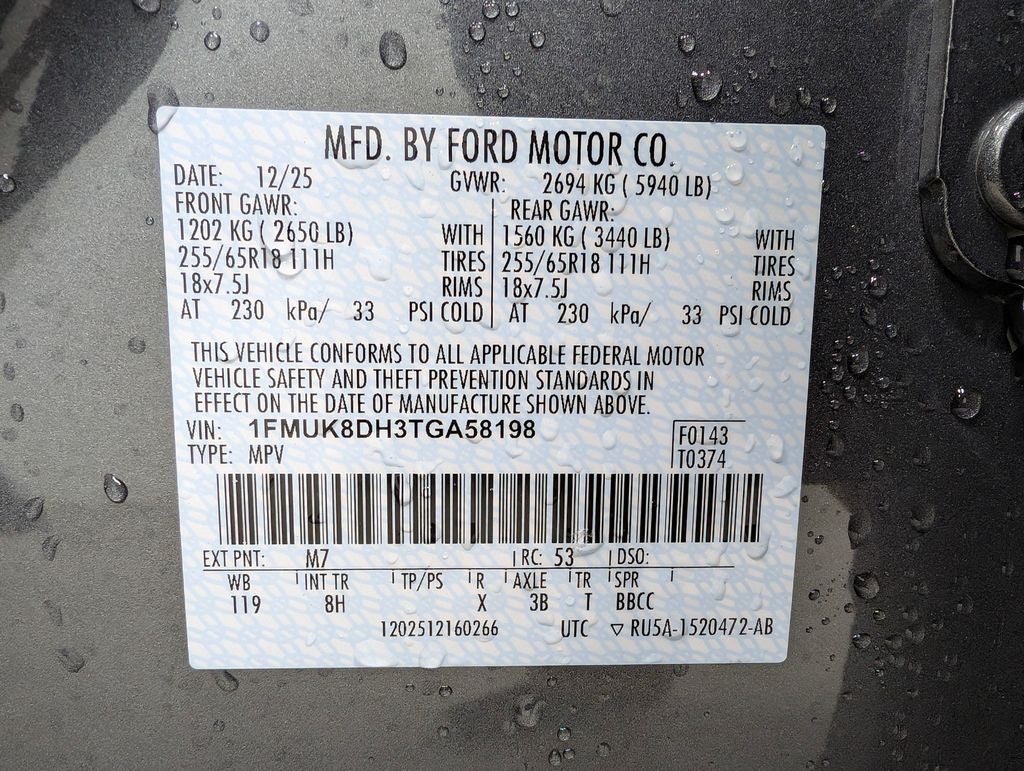 MFD. BY FORD MOTOR CO.
DATE: 12/25 GVWR: 2694 KG ( 5940 LB)
FRONT GAWR: REAR GAWR:
1202 KG ( 2650 LB) WITH 1560 KG ( 3440 LB) WITH
255/65R18 111H TIRES 255/65R18 111H TIRES
18x7.5J RIMS 18x7.5J RIMS
AT 230 kPa/ 33 PSI COLD AT 230 kPa/ 33 PSI COLD
THIS VEHICLE CONFORMS TO ALL APPLICABLE FEDERAL MOTOR
VEHICLE SAFETY AND THEFT PREVENTION STANDARDS IN
EFFECT ON THE DATE OF MANUFACTURE SHOWN ABOVE.
VIN: 1FMUK8DH3TGA58198 F0143
TYPE: MPV T0374
EXT PNT: M7 RC: 53 DSO:
WB INT TR TP/PS R AXLE TR SPR
119 8H X 3B T BBCC
1202512160266 UTC ▽ RU5A-1520472-AB